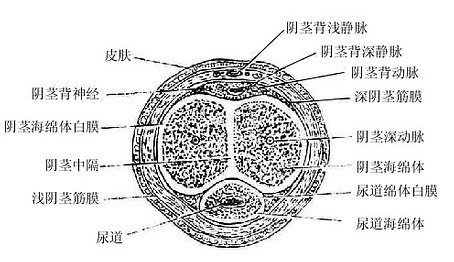 阴茎背浅静脉
阴茎背深静脉
皮肤
阴茎背动脉
阴茎背神经
深阴茎筋膜
阴茎海绵体白膜
阴茎深动脉
阴茎中隔
阴茎海绵体
浅阴茎筋膜
尿道绵体白膜
尿道海绵体
尿道